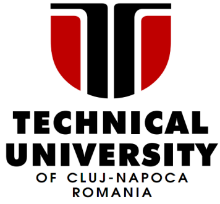 TECHNICAL
UNIVERSITY
OF CLUJ-NAPOCA
ROMANIA